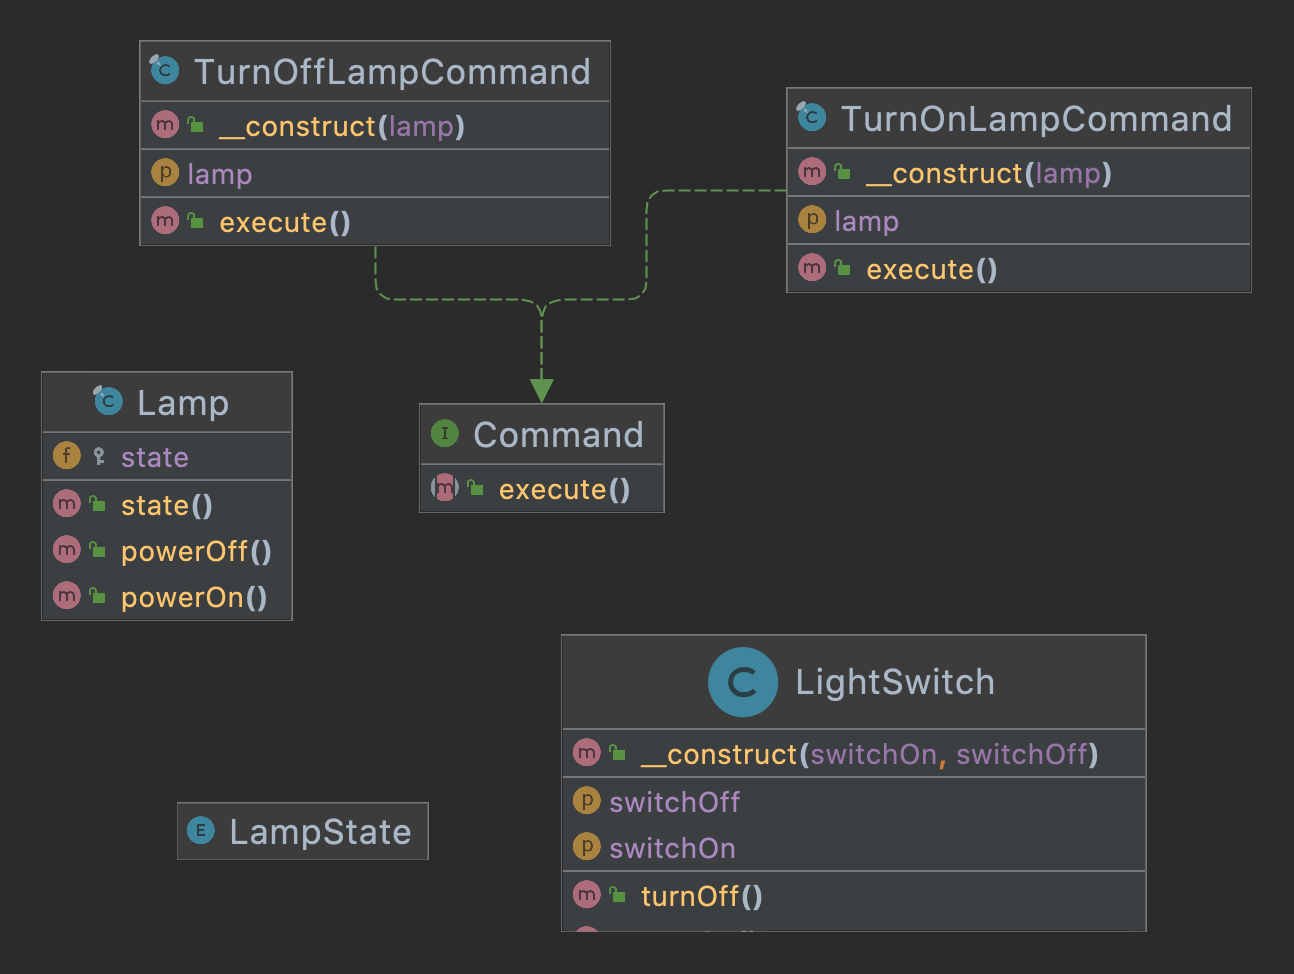 TurnOffLampCommand
__construct(lamp)
lamp
execute()
TurnOnLampCommand
__construct(lamp)
lamp
execute()
Lamp
state
state()
powerOff()
powerOn()
Command
execute()
LightSwitch
__construct(switchOn, switchOff)
switchOff
switchOn
turnOff()
LampState